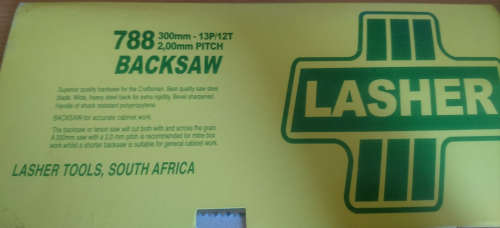 788 300mm - 13P/12T
2,00mm PITCH
BACKSAW
Superior quality hardware for the Craftsman. Best quality saw steel
blade. Wide, heavy steel back for extra rigidity. Bevel sharpened.
Handle of shock resistant polypropylene.
BACKSAW for accurate cabinet work.
The backsaw or tenon saw will cut both with and across the grain.
A 300mm saw with a 2.0 mm pitch is recommended for mitre box
work whilst a shorter backsaw is suitable for general cabinet work.
LASHER TOOLS, SOUTH AFRICA
LASHER